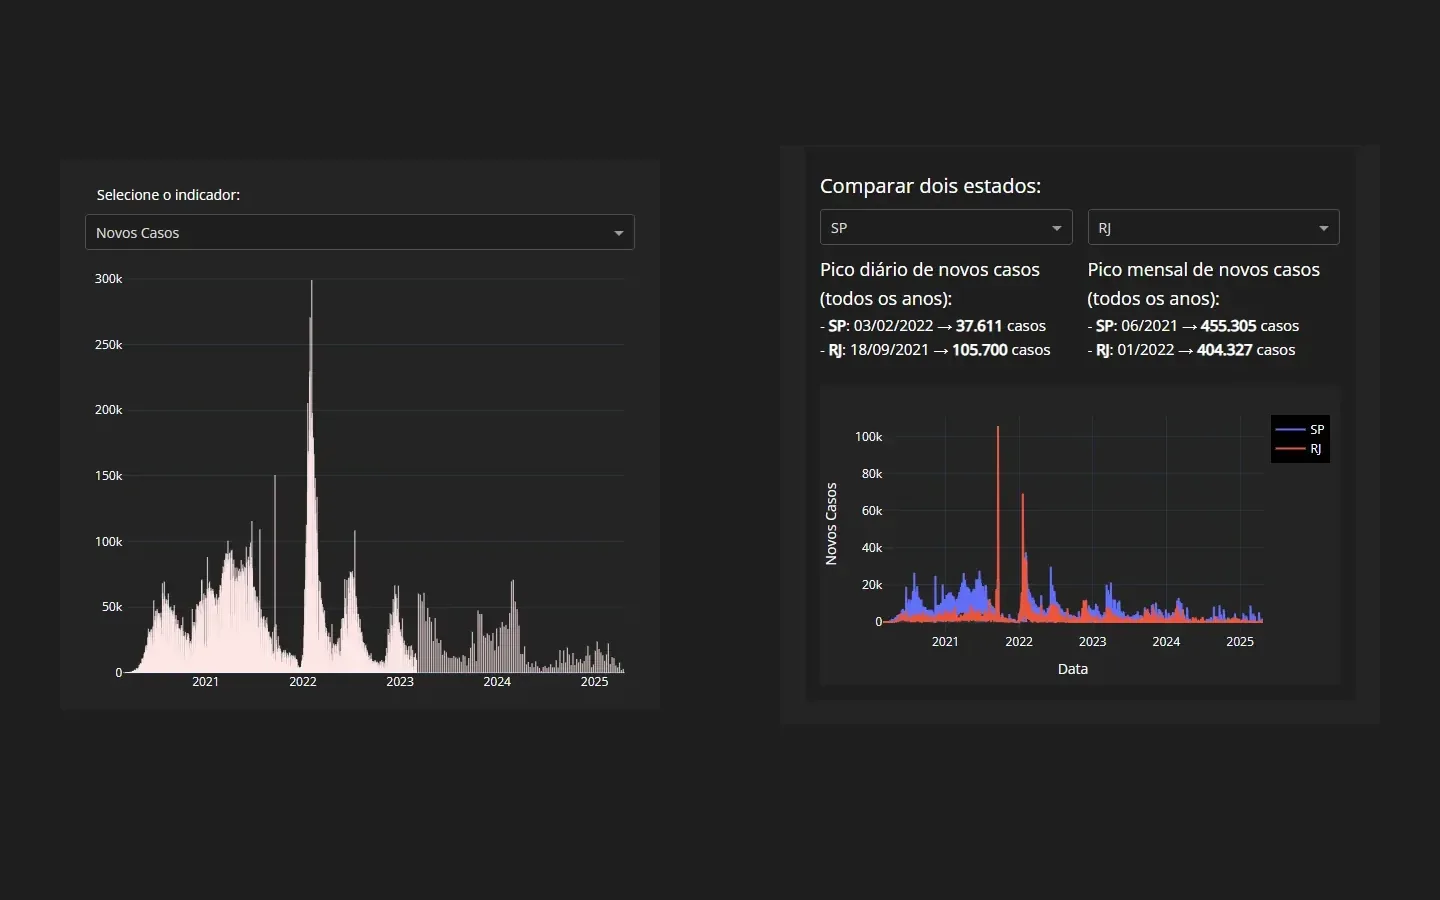 Selecione o indicador:
Novos Casos
300k
250k
200k
150k
100k
50k
0
2021 2022 2023 2024 2025
Comparar dois estados:
SP
RJ
Pico diário de novos casos
(todos os anos):
- SP: 03/02/2022 → 37.611 casos
- RJ: 18/09/2021 → 105.700 casos
Pico mensal de novos casos
(todos os anos):
- SP: 06/2021 → 455.305 casos
- RJ: 01/2022 → 404.327 casos
Novos Casos
100k
80k
60k
40k
20k
0
2021 2022 2023 2024 2025
Data
SP
RJ